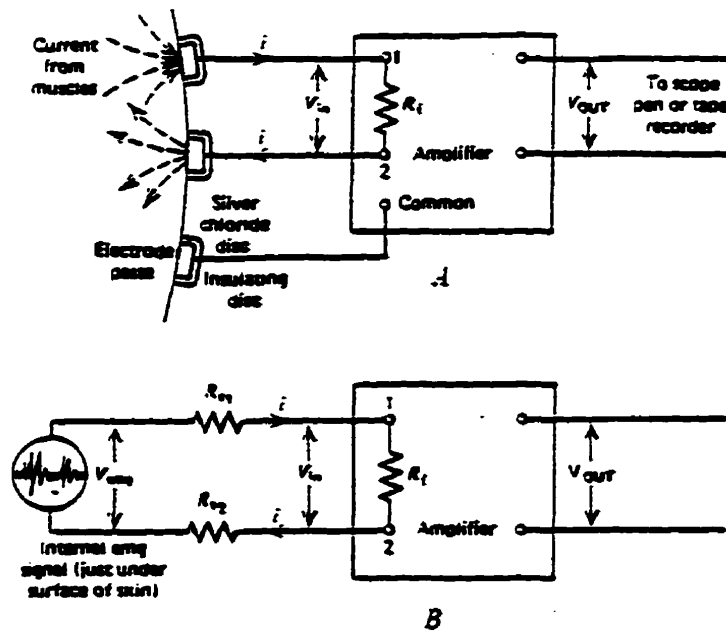 Current
from
muscles
i
1
V_in
R_i
V_OUT
To scope
pen or tape
recorder
i
2
Amplifier
Common
Silver
chloride
disc
Electrode
paste
Insulating
disc
A
R_s1
i
1
V_emg
V_in
R_i
V_OUT
R_s2
i
2
Amplifier
Internal emg
signal (just under
surface of skin)
B